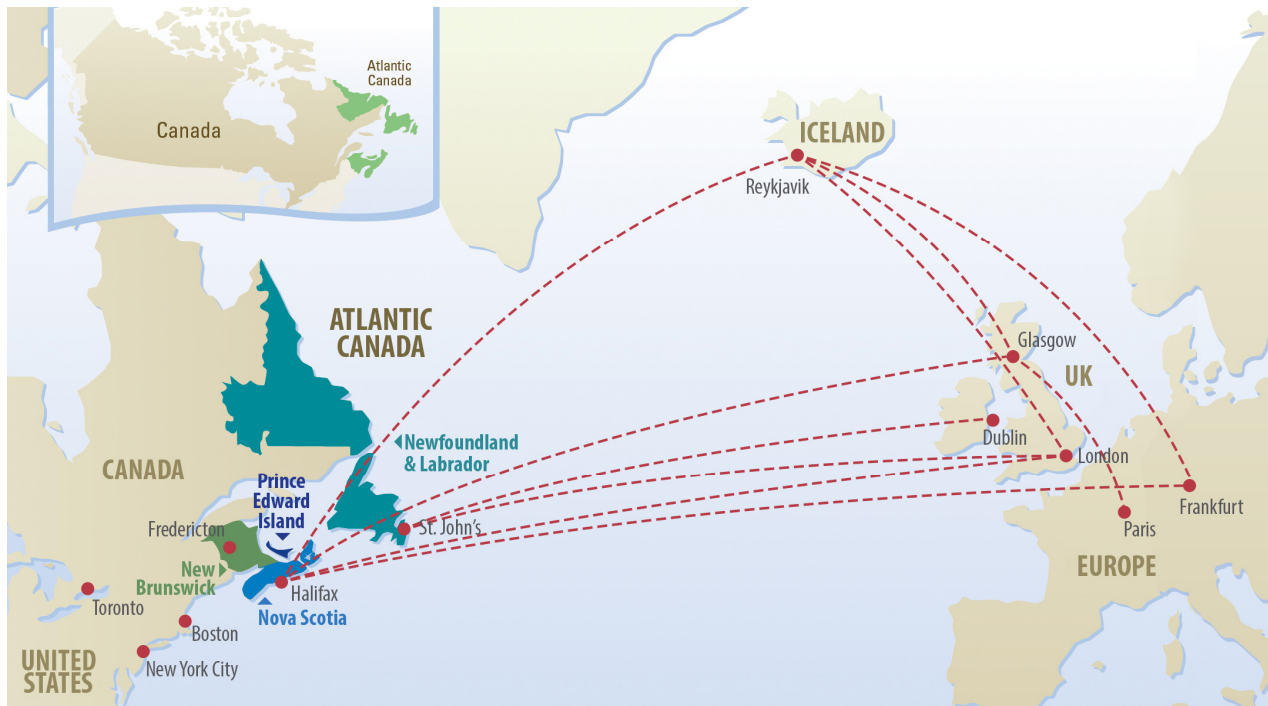 Atlantic
Canada
Canada
ICELAND
Reykjavik
ATLANTIC
CANADA
Glasgow
UK
Newfoundland
& Labrador
Dublin
London
CANADA
Prince
Edward
Island
Frankfurt
Fredericton
St. John's
Paris
New
Brunswick
EUROPE
Halifax
Toronto
Nova Scotia
Boston
UNITED
STATES
New York City